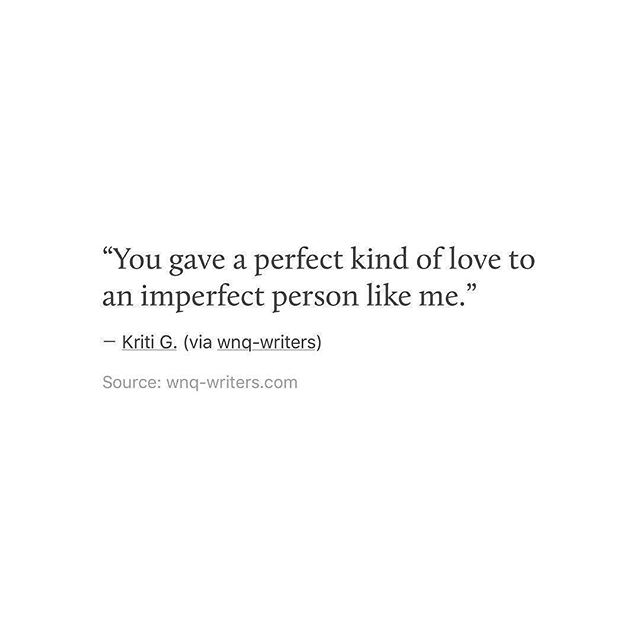 “You gave a perfect kind of love to
an imperfect person like me.”
— Kriti G. (via wnq-writers)
Source: wnq-writers.com